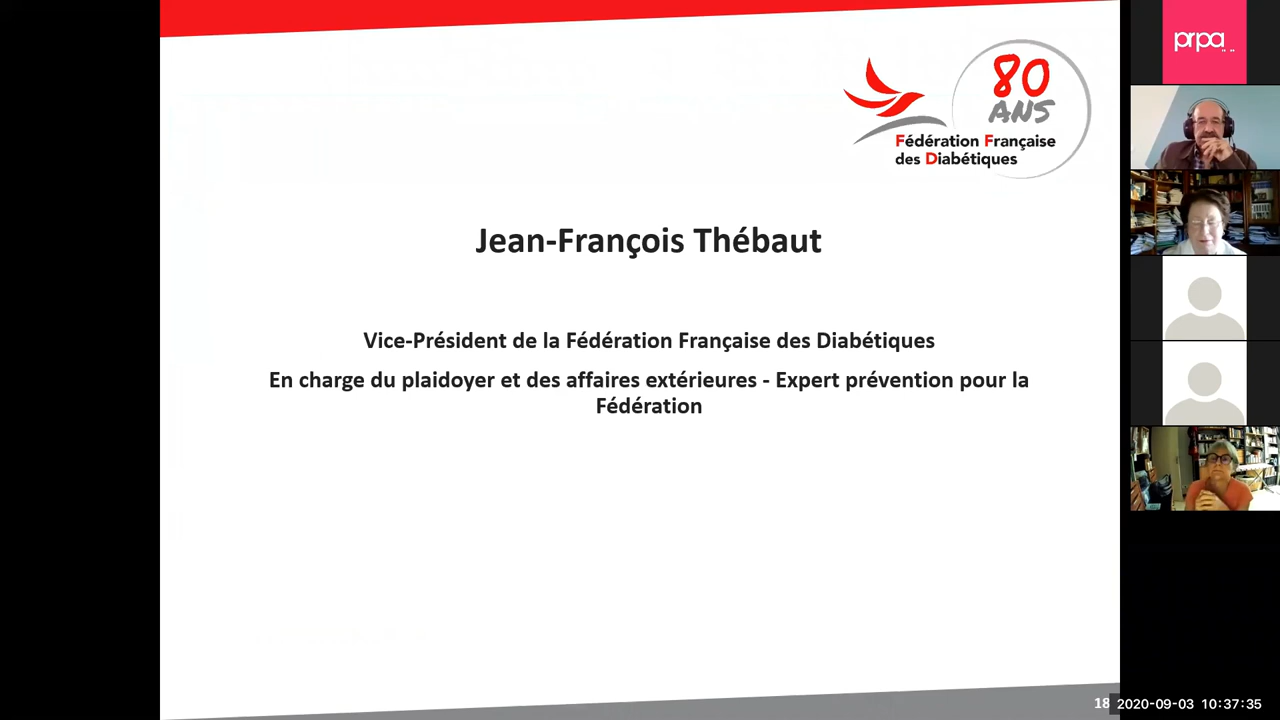 prpa
80
ANS
Fédération Française
des Diabétiques
Jean-François Thébaut
Vice-Président de la Fédération Française des Diabétiques
En charge du plaidoyer et des affaires extérieures - Expert prévention pour la
Fédération
18
2020-09-03 10:37:35